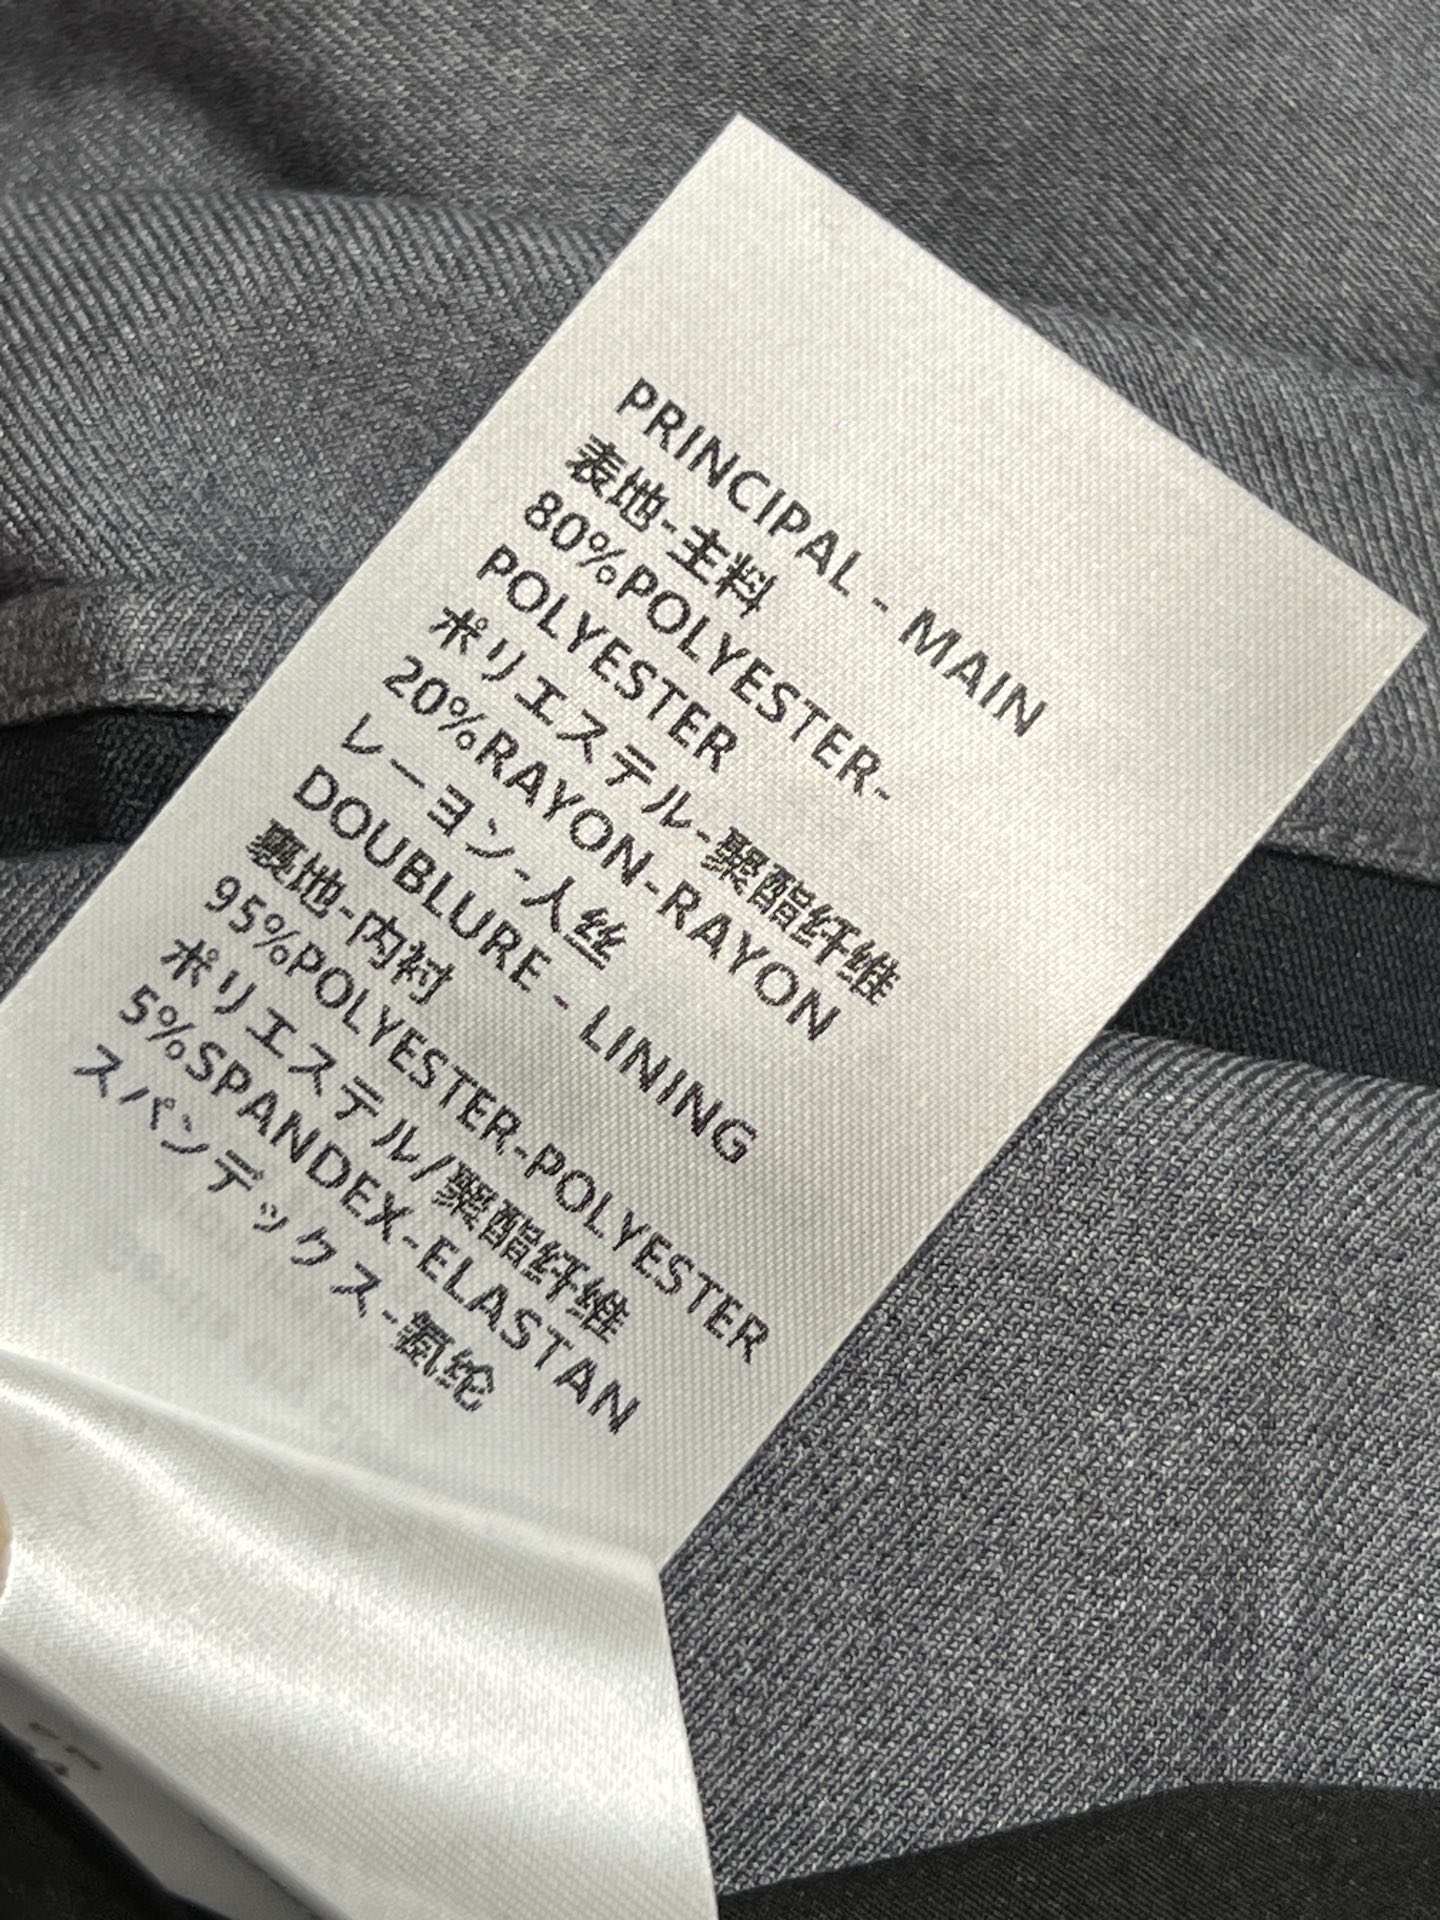 PRINCIPAL - MAIN
表地-主料
80%POLYESTER-
POLYESTER
ポリエステル-聚酯纤维
20%RAYON-RAYON
レーヨン-人丝
DOUBLURE - LINING
裏地-内衬
95%POLYESTER-POLYESTER
ポリエステル/聚酯纤维
5%SPANDEX-ELASTAN
スパンデックス-氨纶